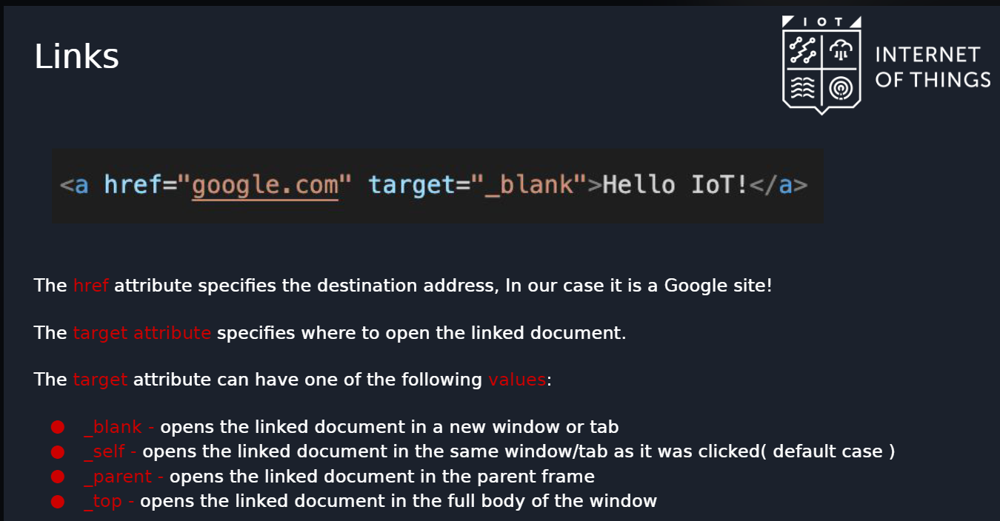 I O T
Links
INTERNET
OF THINGS
<a href="google.com" target="_blank">Hello IoT!</a>
The href attribute specifies the destination address, In our case it is a Google site!
The target attribute specifies where to open the linked document.
The target attribute can have one of the following values:
● _blank - opens the linked document in a new window or tab
● _self - opens the linked document in the same window/tab as it was clicked( default case )
● _parent - opens the linked document in the parent frame
● _top - opens the linked document in the full body of the window